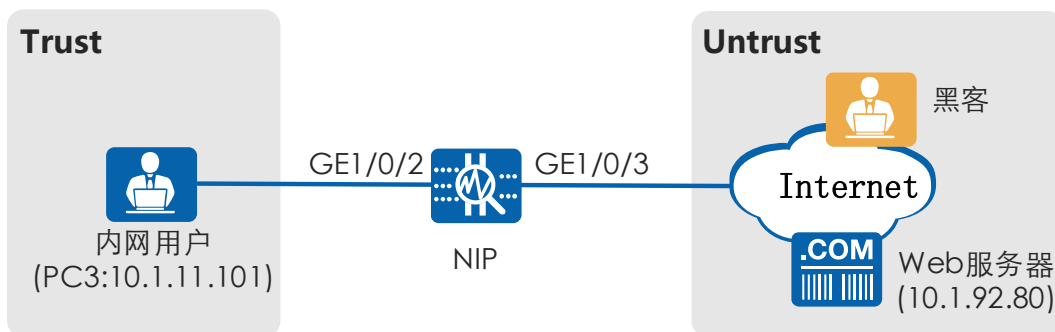 Trust
Untrust
黑客
GE1/0/2
GE1/0/3
Internet
内网用户
(PC3:10.1.11.101)
NIP
.COM
Web服务器
(10.1.92.80)